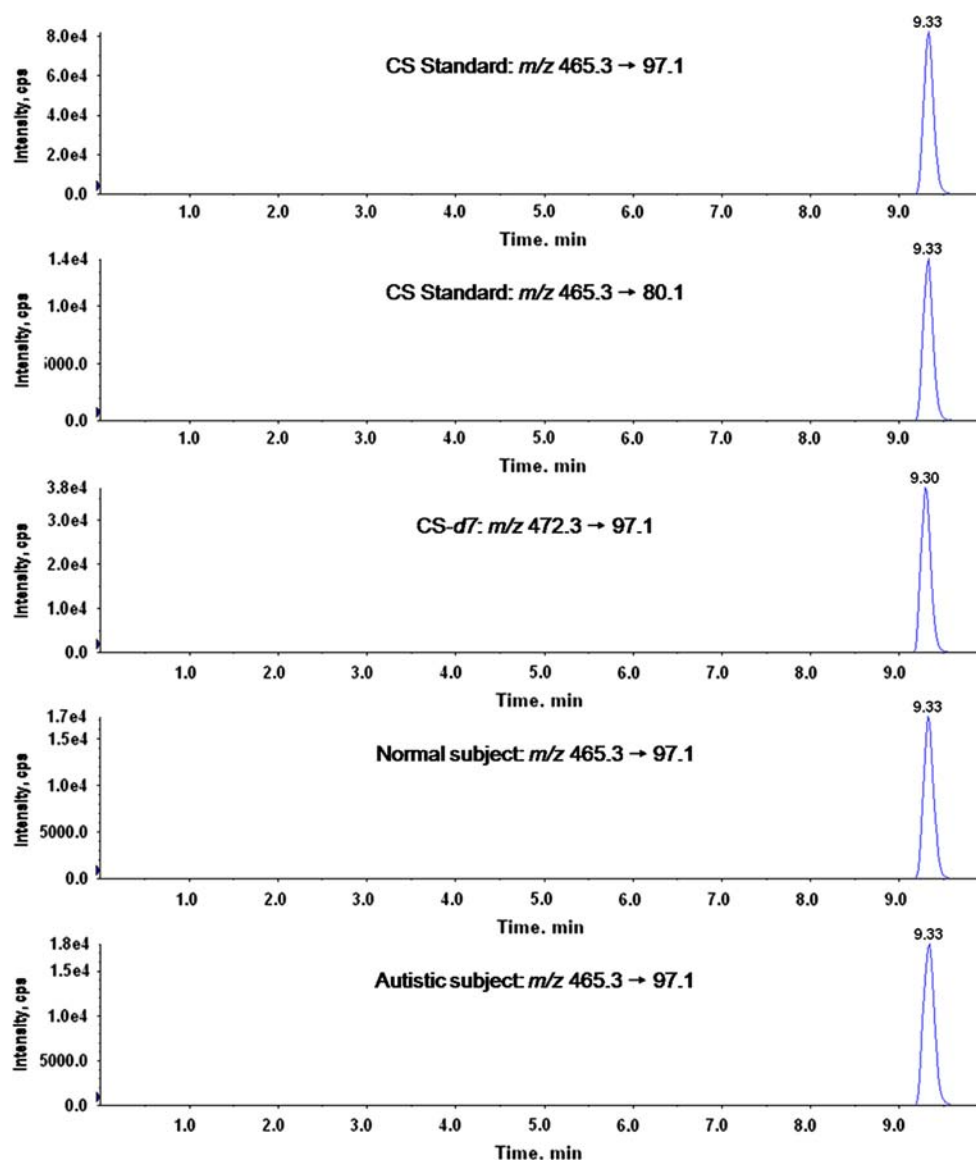 9.33
8.0e4
CS Standard: m/z 465.3 → 97.1
6.0e4
4.0e4
2.0e4
0.0
Intensity, cps
1.0 2.0 3.0 4.0 5.0 6.0 7.0 8.0 9.0
Time, min
9.33
1.4e4
CS Standard: m/z 465.3 → 80.1
1.0e4
5000.0
0.0
Intensity, cps
1.0 2.0 3.0 4.0 5.0 6.0 7.0 8.0 9.0
Time, min
9.30
3.8e4
3.0e4
CS-d7: m/z 472.3 → 97.1
2.0e4
1.0e4
0.0
Intensity, cps
1.0 2.0 3.0 4.0 5.0 6.0 7.0 8.0 9.0
Time, min
9.33
1.7e4
1.5e4
Normal subject: m/z 465.3 → 97.1
1.0e4
5000.0
0.0
Intensity, cps
1.0 2.0 3.0 4.0 5.0 6.0 7.0 8.0 9.0
Time, min
9.33
1.8e4
1.5e4
Autistic subject: m/z 465.3 → 97.1
1.0e4
5000.0
0.0
Intensity, cps
1.0 2.0 3.0 4.0 5.0 6.0 7.0 8.0 9.0
Time, min